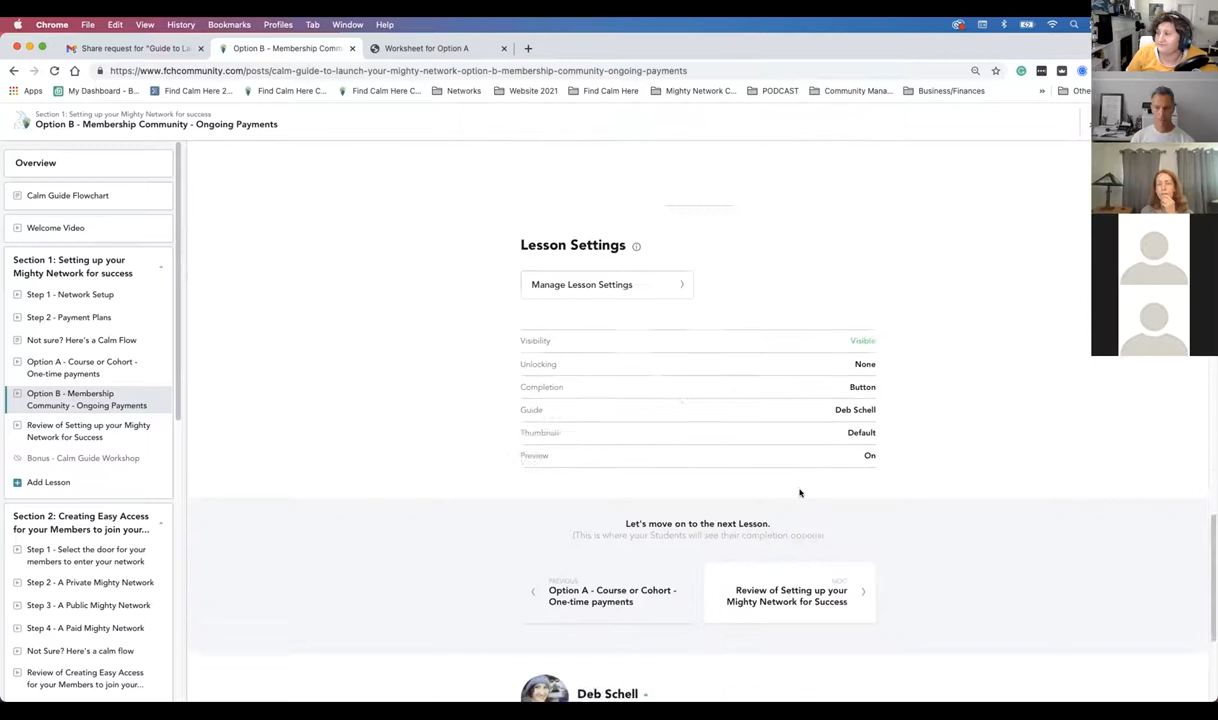 Chrome File Edit View History Bookmarks Profiles Tab Window Help
Share request for "Guide to La
Option B - Membership Comm
Worksheet for Option A
https://www.fchcommunity.com/posts/calm-guide-to-launch-your-mighty-network-option-b-membership-community-ongoing-payments
Apps My Dashboard - B... Find Calm Here 2... Find Calm Here C... Find Calm Here C... Networks Website 2021 Find Calm Here Mighty Network C... PODCAST Community Mana... Business/Finances » Othe
Section 1: Setting up your Mighty Network for success
Option B - Membership Community - Ongoing Payments
Overview
Calm Guide Flowchart
Welcome Video
Section 1: Setting up your
Mighty Network for success
Step 1 - Network Setup
Step 2 - Payment Plans
Not sure? Here's a Calm Flow
Option A - Course or Cohort -
One-time payments
Option B - Membership
Community - Ongoing Payments
Review of Setting up your Mighty
Network for Success
Bonus - Calm Guide Workshop
Add Lesson
Section 2: Creating Easy Access
for your Members to join your...
Step 1 - Select the door for your
members to enter your network
Step 2 - A Private Mighty Network
Step 3 - A Public Mighty Network
Step 4 - A Paid Mighty Network
Not Sure? Here's a calm flow
Review of Creating Easy Access
for your Members to join your...
Lesson Settings
Manage Lesson Settings
Visibility Visible
Unlocking None
Completion Button
Guide Deb Schell
Thumbnail Default
Preview On
Let's move on to the next Lesson.
(This is where your Students will see their completion
PREVIOUS
Option A - Course or Cohort -
One-time payments
NEXT
Review of Setting up your
Mighty Network for Success
Deb Schell